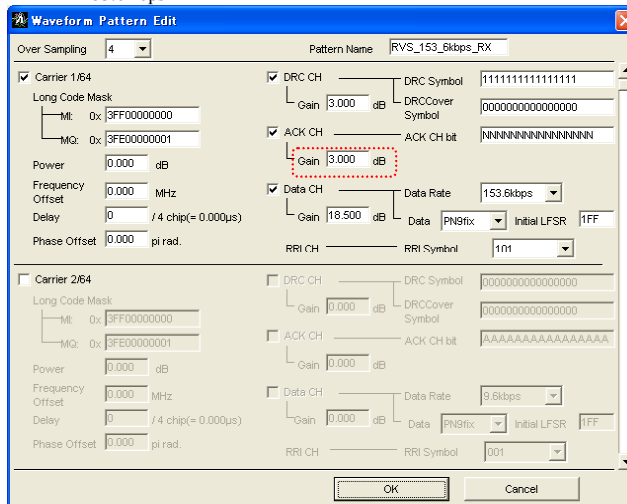 Waveform Pattern Edit
Over Sampling 4 Pattern Name RVS_153_6kbps_RX
Carrier 1/64
Long Code Mask
MI: 0x 3FF00000000
MQ: 0x 3FE00000001
Power 0.000 dB
Frequency Offset 0.000 MHz
Delay 0 / 4 chip(= 0.000µs)
Phase Offset 0.000 pi rad.
DRC CH DRC Symbol 1111111111111111
Gain 3.000 dB DRCCover Symbol 0000000000000000
ACK CH ACK CH bit NNNNNNNNNNNNNNNN
Gain 3.000 dB
Data CH Data Rate 153.6kbps
Gain 18.500 dB Data PN9fix Initial LFSR 1FF
RRI CH RRI Symbol 101
Carrier 2/64
Long Code Mask
MI: 0x 3FF00000000
MQ: 0x 3FE00000001
Power 0.000 dB
Frequency Offset 0.000 MHz
Delay 0 / 4 chip(= 0.000µs)
Phase Offset 0.000 pi rad.
DRC CH DRC Symbol 0000000000000000
Gain 0.000 dB DRCCover Symbol 0000000000000000
ACK CH ACK CH bit AAAAAAAAAAAAAAAA
Gain 0.000 dB
Data CH Data Rate 9.6kbps
Gain 0.000 dB Data PN9fix Initial LFSR 1FF
RRI CH RRI Symbol 001
OK Cancel